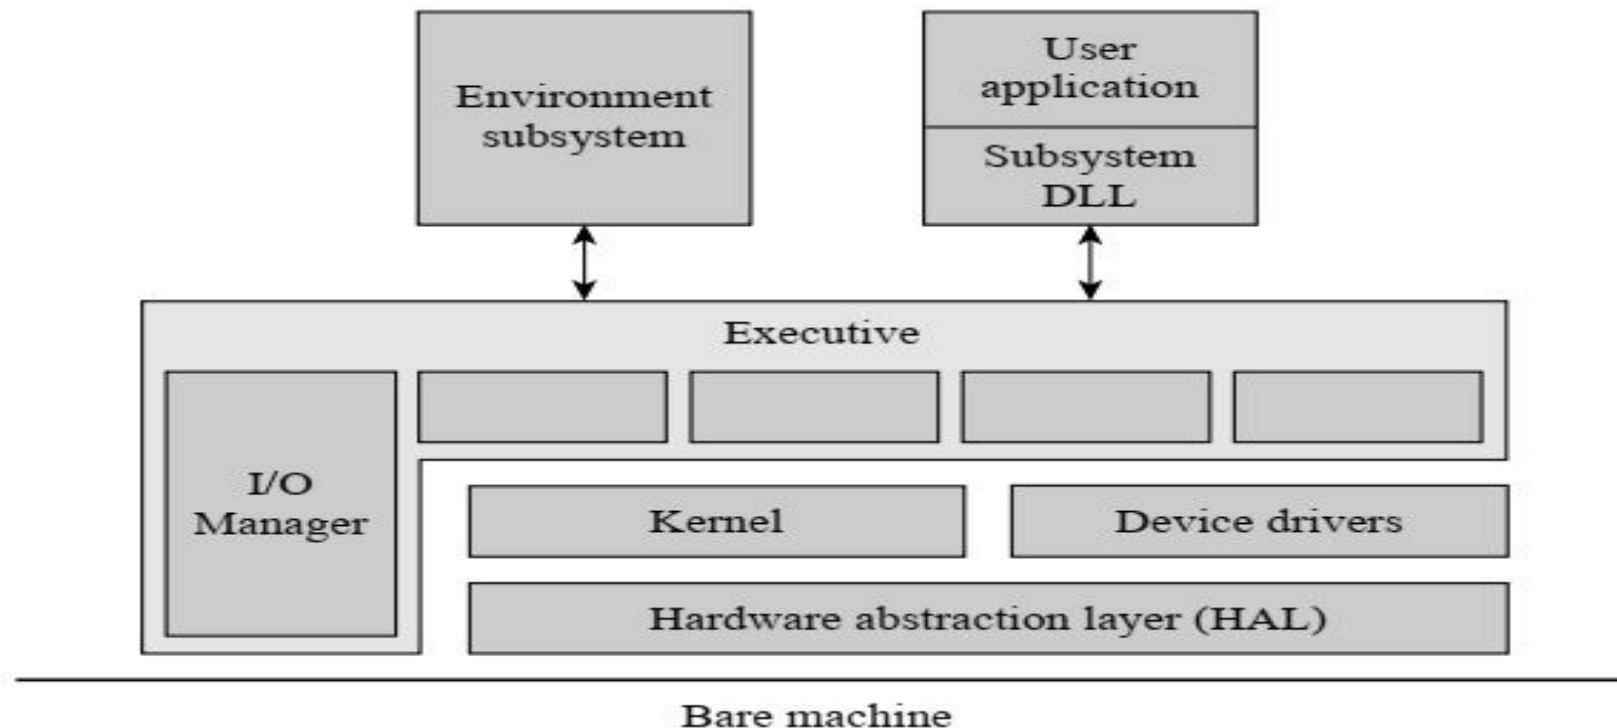 Environment
subsystem
User
application
Subsystem
DLL
Executive
I/O
Manager
Kernel
Device drivers
Hardware abstraction layer (HAL)
Bare machine